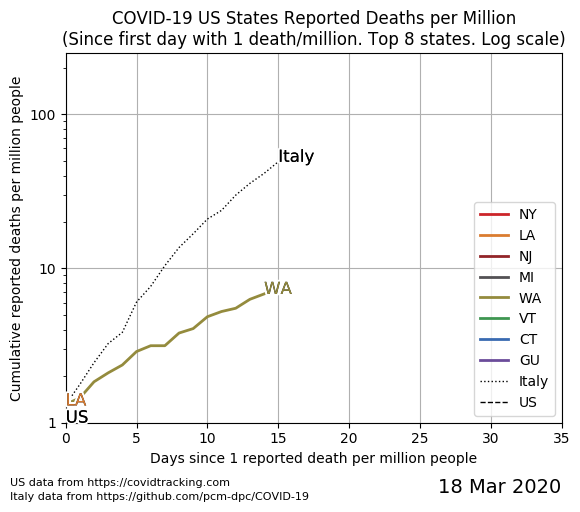 COVID-19 US States Reported Deaths per Million
(Since first day with 1 death/million. Top 8 states. Log scale)
Cumulative reported deaths per million people
100
10
1
Italy
WA
LA
US
NY
LA
NJ
MI
WA
VT
CT
GU
Italy
US
0
5
10
15
20
25
30
35
Days since 1 reported death per million people
US data from https://covidtracking.com
Italy data from https://github.com/pcm-dpc/COVID-19
18 Mar 2020